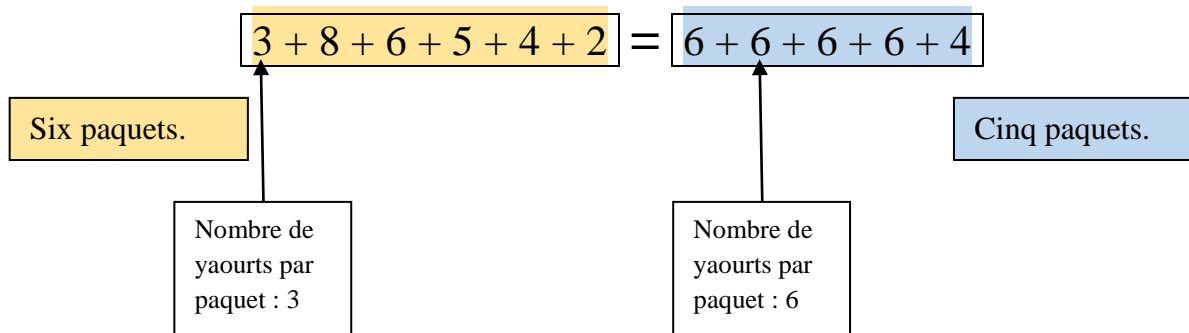 3 + 8 + 6 + 5 + 4 + 2 = 6 + 6 + 6 + 6 + 4
Six paquets.
Cinq paquets.
Nombre de
yaourts par
paquet : 3
Nombre de
yaourts par
paquet : 6